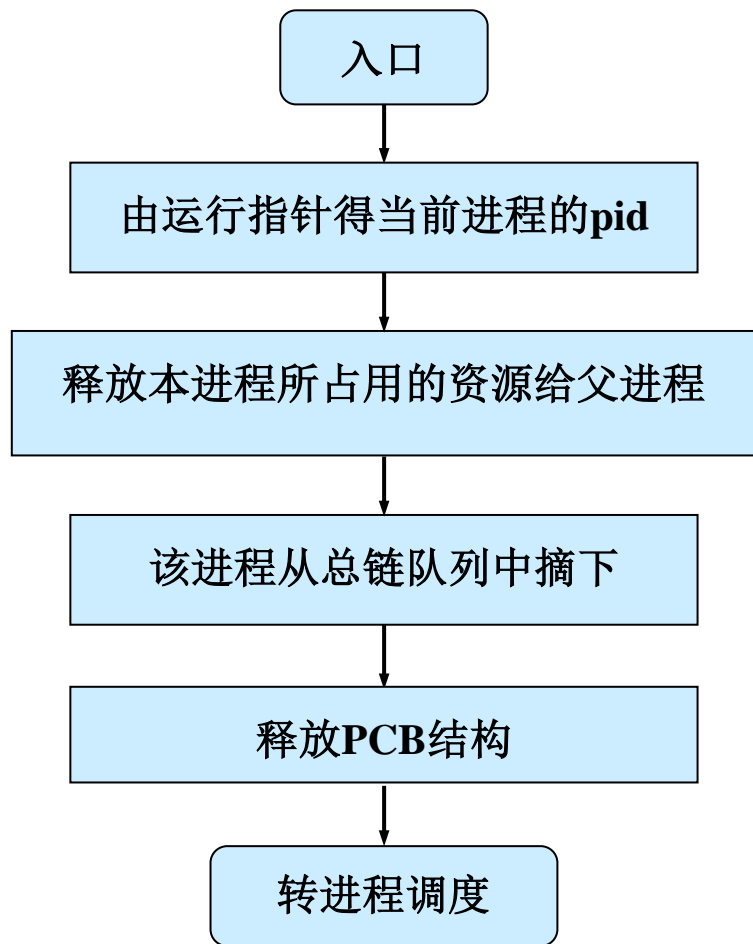 入口
由运行指针得当前进程的pid
释放本进程所占用的资源给父进程
该进程从总链队列中摘下
释放PCB结构
转进程调度